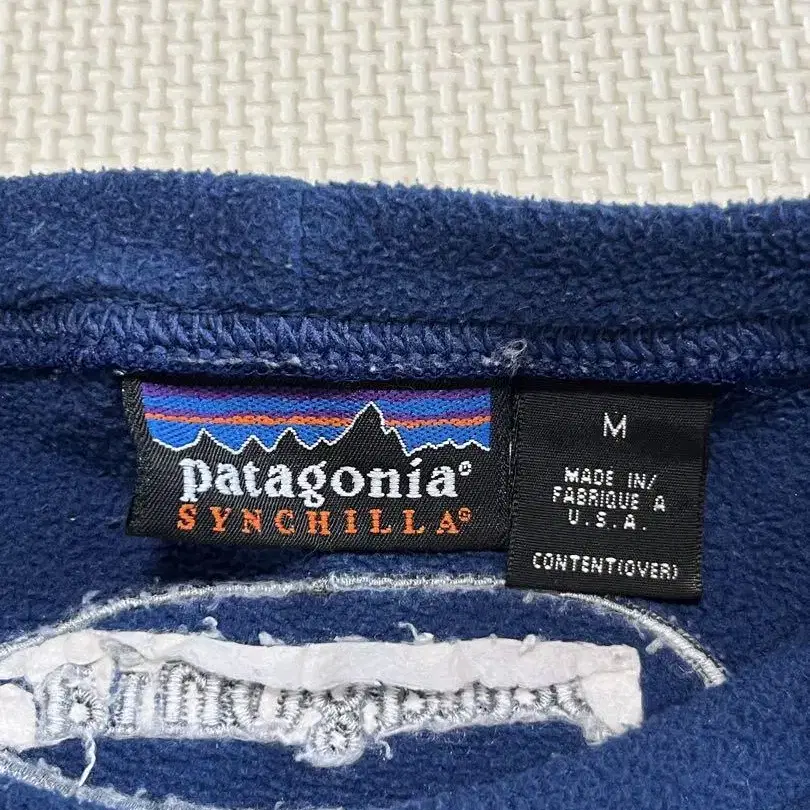 patagonia®
SYNCHILLA®
M
MADE IN/
FABRIQUE A
U.S.A.
CONTENT(OVER)